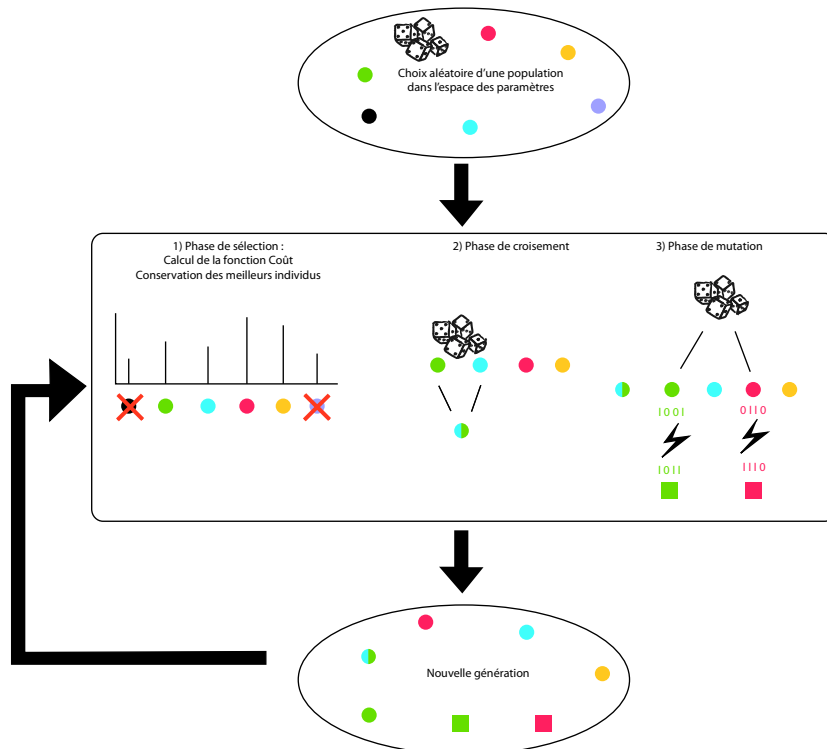 Choix aléatoire d'une population
dans l'espace des paramètres
1) Phase de sélection :
Calcul de la fonction Coût
Conservation des meilleurs individus
2) Phase de croisement
3) Phase de mutation
1001
0110
1011
1110
Nouvelle génération